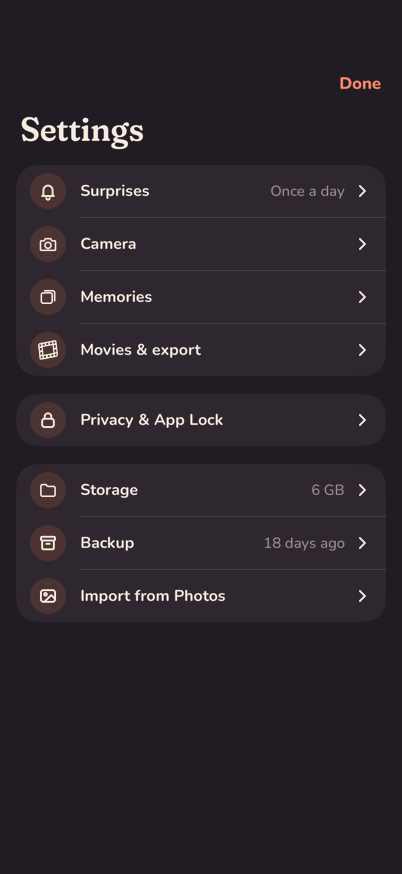 Done
Settings
Surprises Once a day
Camera
Memories
Movies & export
Privacy & App Lock
Storage 6 GB
Backup 18 days ago
Import from Photos